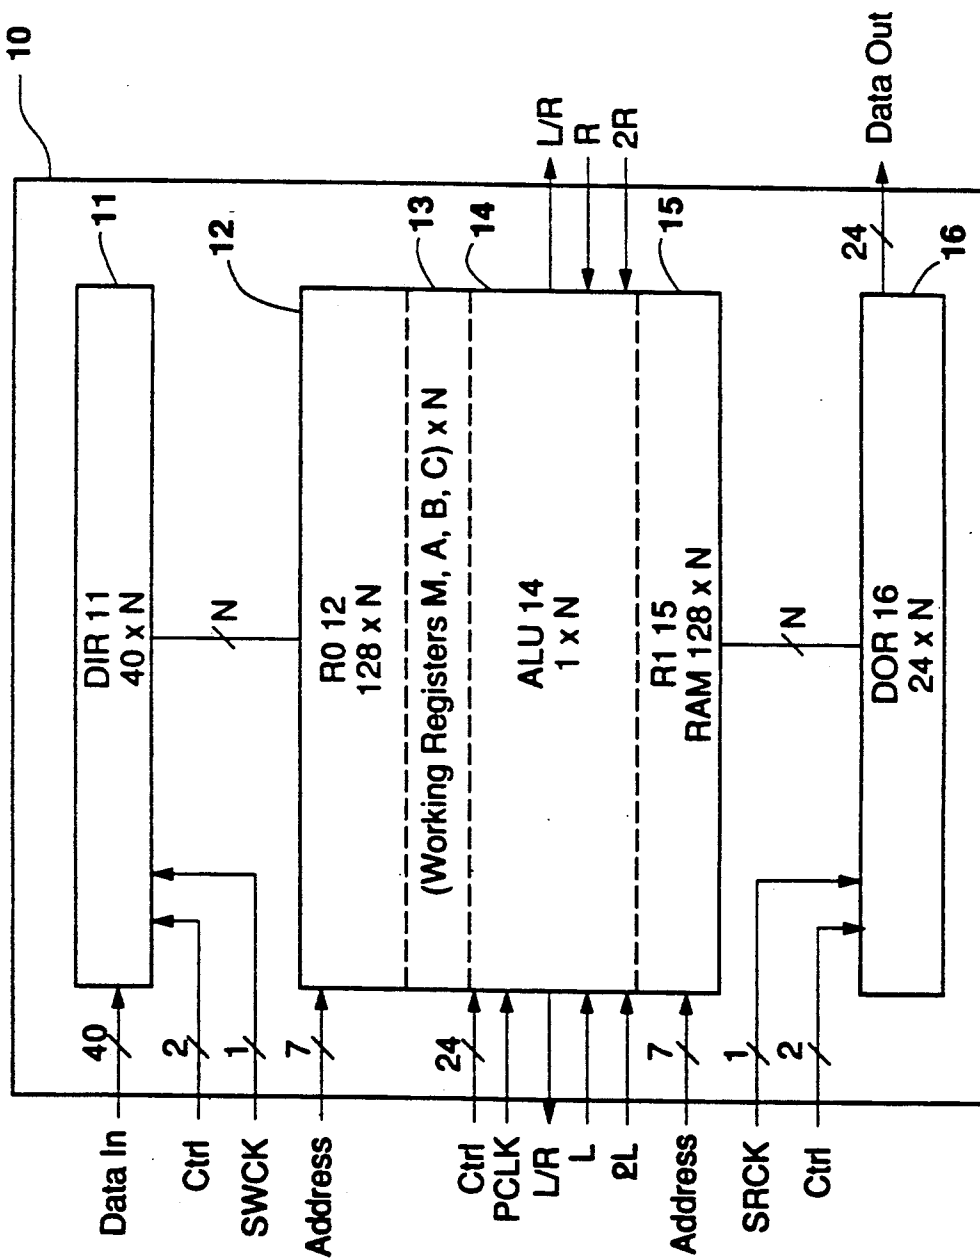 10
Data In
40
Ctrl
2
SWCK
1
DIR 11
40 x N
11
N
Address
7
R0 12
128 x N
12
(Working Registers M, A, B, C) x N
13
Ctrl
24
PCLK
L/R
L
2L
ALU 14
1 x N
14
L/R
R
2R
Address
7
R1 15
RAM 128 x N
15
N
SRCK
1
Ctrl
2
DOR 16
24 x N
16
24
Data Out